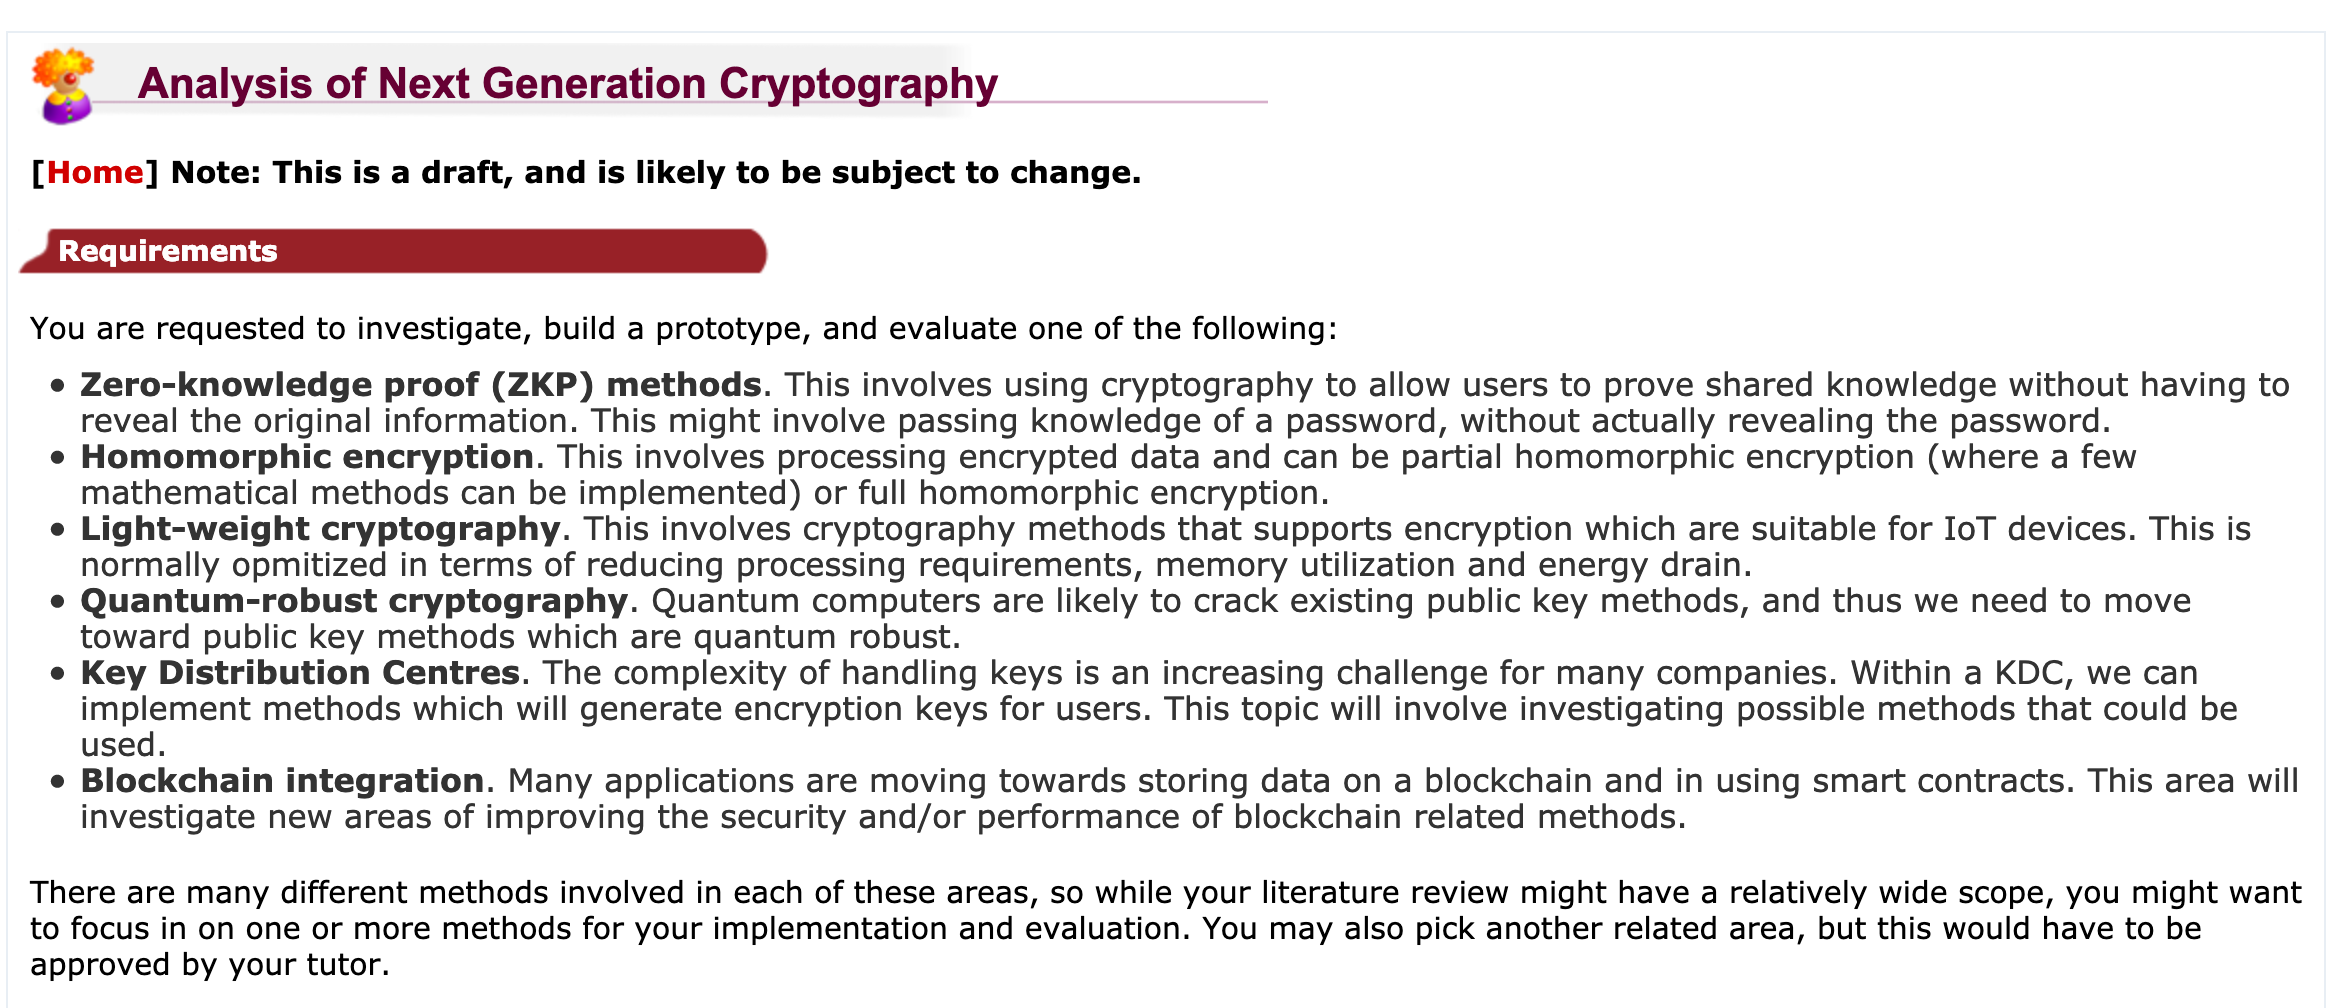 Analysis of Next Generation Cryptography
[Home] Note: This is a draft, and is likely to be subject to change.
Requirements
You are requested to investigate, build a prototype, and evaluate one of the following:
• Zero-knowledge proof (ZKP) methods. This involves using cryptography to allow users to prove shared knowledge without having to
reveal the original information. This might involve passing knowledge of a password, without actually revealing the password.
• Homomorphic encryption. This involves processing encrypted data and can be partial homomorphic encryption (where a few
mathematical methods can be implemented) or full homomorphic encryption.
• Light-weight cryptography. This involves cryptography methods that supports encryption which are suitable for IoT devices. This is
normally opmitized in terms of reducing processing requirements, memory utilization and energy drain.
• Quantum-robust cryptography. Quantum computers are likely to crack existing public key methods, and thus we need to move
toward public key methods which are quantum robust.
• Key Distribution Centres. The complexity of handling keys is an increasing challenge for many companies. Within a KDC, we can
implement methods which will generate encryption keys for users. This topic will involve investigating possible methods that could be
used.
• Blockchain integration. Many applications are moving towards storing data on a blockchain and in using smart contracts. This area will
investigate new areas of improving the security and/or performance of blockchain related methods.
There are many different methods involved in each of these areas, so while your literature review might have a relatively wide scope, you might want
to focus in on one or more methods for your implementation and evaluation. You may also pick another related area, but this would have to be
approved by your tutor.